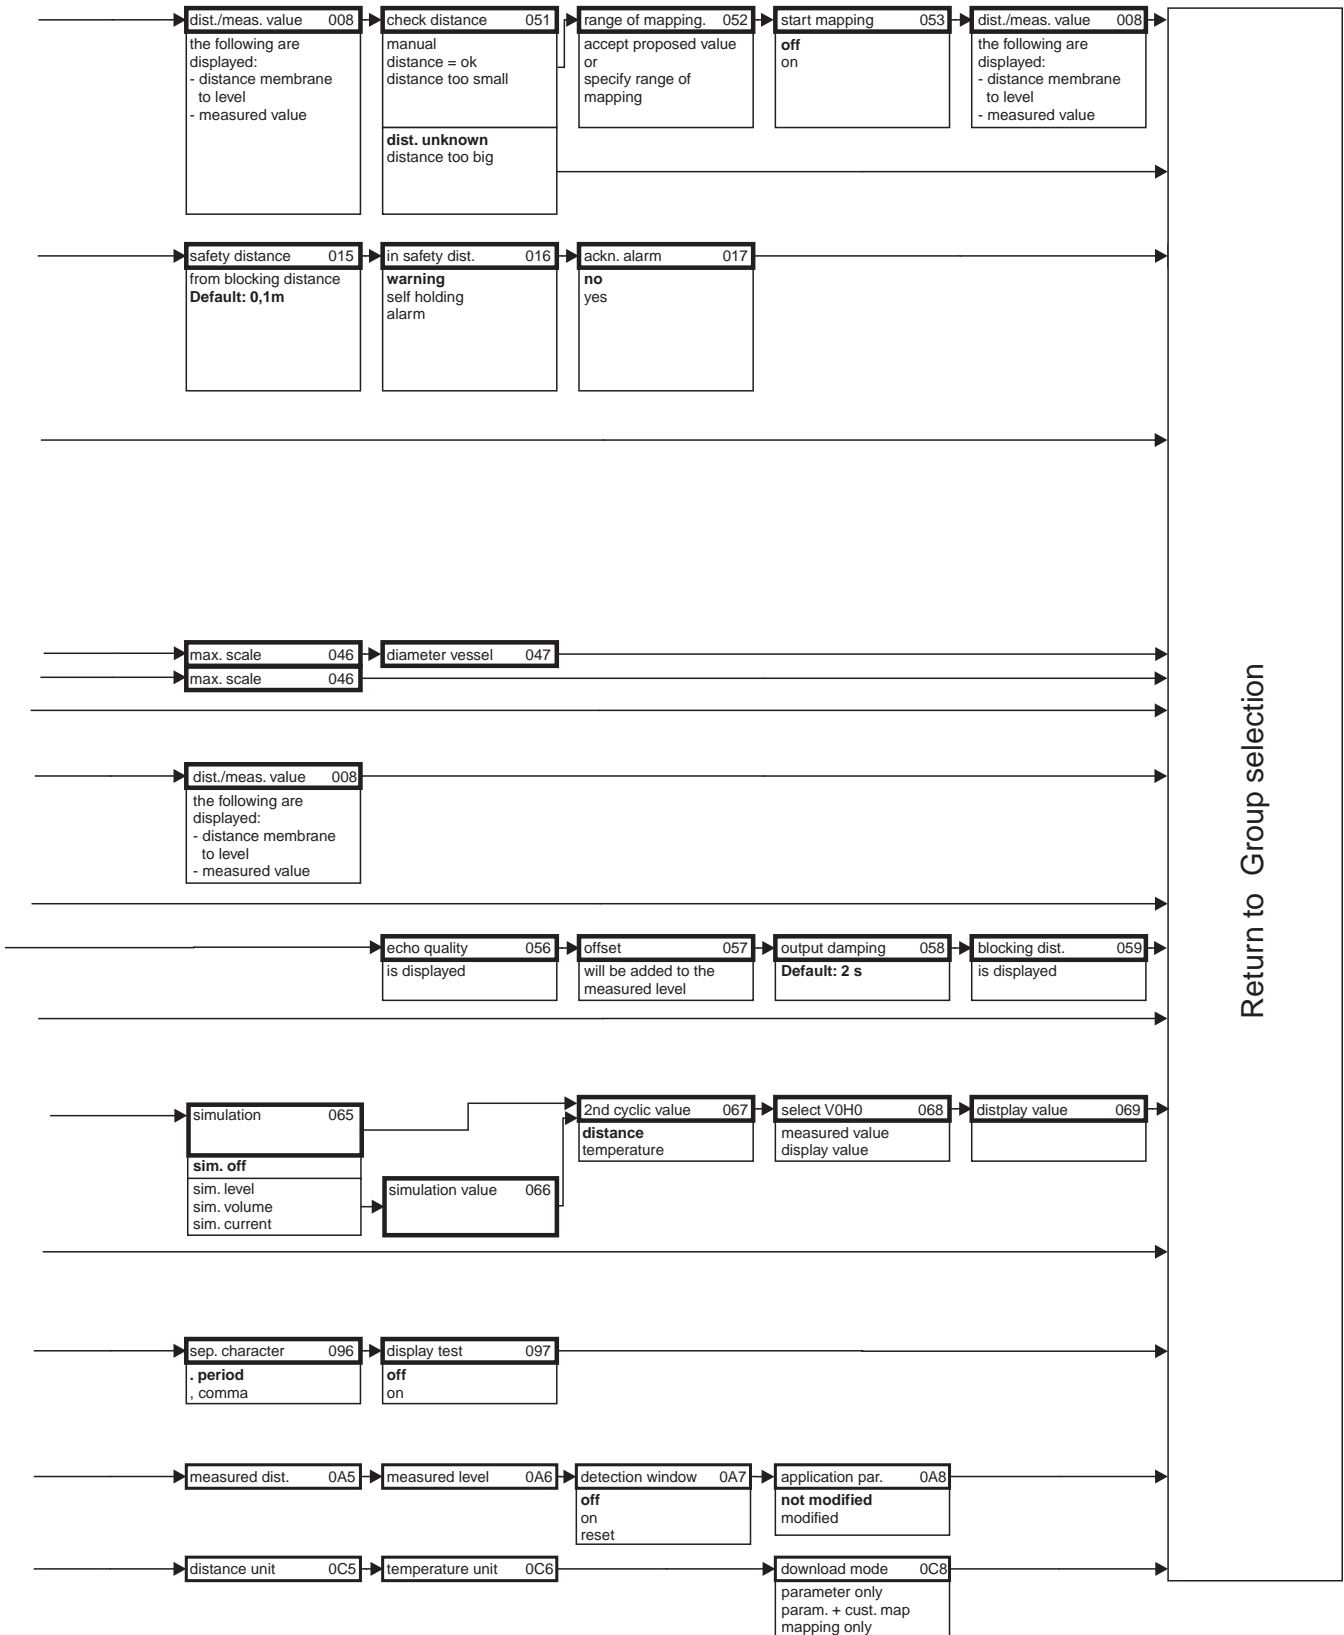 dist./meas. value 008
the following are
displayed:
- distance membrane
to level
- measured value
check distance 051
manual
distance = ok
distance too small
dist. unknown
distance too big
range of mapping. 052
accept proposed value
or
specify range of
mapping
start mapping 053
off
on
dist./meas. value 008
the following are
displayed:
- distance membrane
to level
- measured value
safety distance 015
from blocking distance
Default: 0,1m
in safety dist. 016
warning
self holding
alarm
ackn. alarm 017
no
yes
max. scale 046
diameter vessel 047
max. scale 046
dist./meas. value 008
the following are
displayed:
- distance membrane
to level
- measured value
echo quality 056
is displayed
offset 057
will be added to the
measured level
output damping 058
Default: 2 s
blocking dist. 059
is displayed
simulation 065
sim. off
sim. level
sim. volume
sim. current
simulation value 066
2nd cyclic value 067
distance
temperature
select V0H0 068
measured value
display value
distplay value 069
sep. character 096
. period
, comma
display test 097
off
on
measured dist. 0A5
measured level 0A6
detection window 0A7
off
on
reset
application par. 0A8
not modified
modified
distance unit 0C5
temperature unit 0C6
download mode 0C8
parameter only
param. + cust. map
mapping only
Return to Group selection